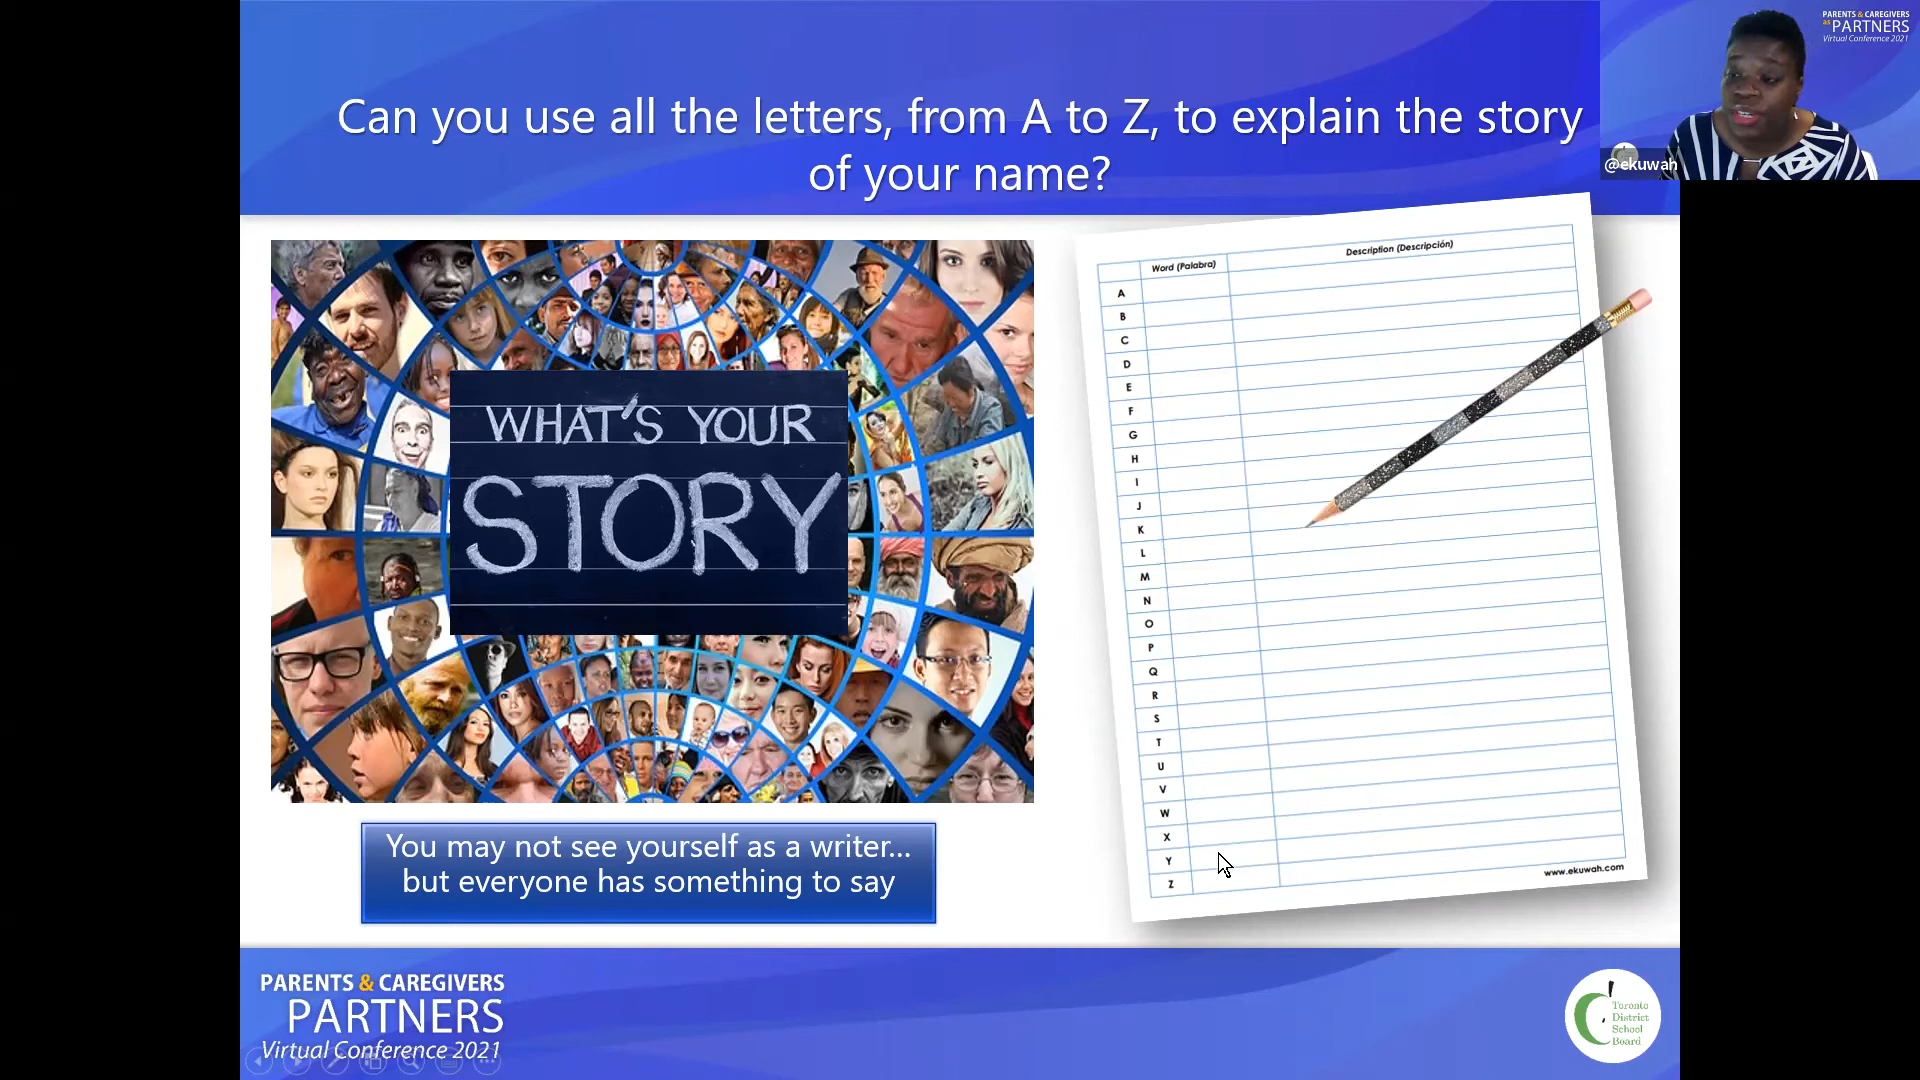 Can you use all the letters, from A to Z, to explain the story
of your name?
PARENTS & CAREGIVERS
as PARTNERS
Virtual Conference 2021
@ekuwah
WHAT'S YOUR
STORY
You may not see yourself as a writer...
but everyone has something to say
Word (Palabra) Description (Descripción)
A
B
C
D
E
F
G
H
I
J
K
L
M
N
O
P
Q
R
S
T
U
V
W
X
Y
Z
www.ekuwah.com
PARENTS & CAREGIVERS
PARTNERS
Virtual Conference 2021
Toronto
District
School
Board